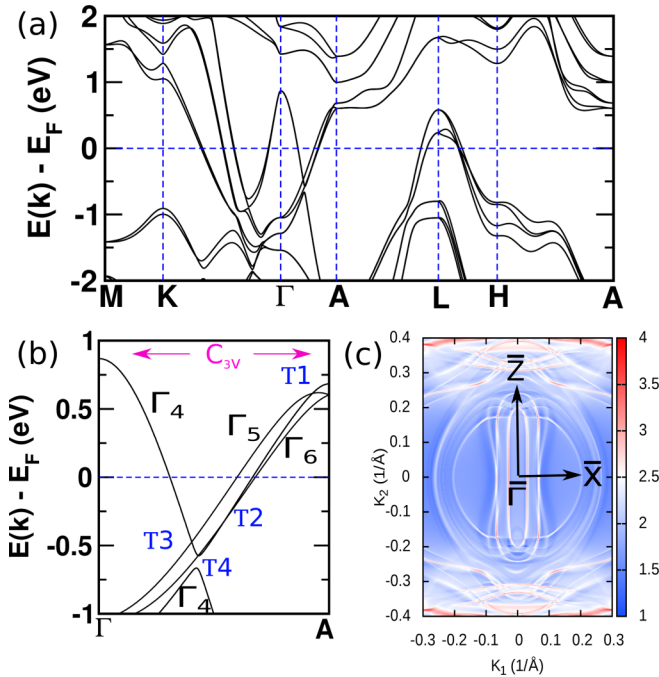 (a)
E(k) - E_F (eV)
2
1
0
-1
-2
M K Γ A L H A
(b)
E(k) - E_F (eV)
1
0.5
0
-0.5
-1
C_3V
T1
Γ_4
Γ_5
Γ_6
T2
T3
T4
Γ_4
Γ A
(c)
K_2 (1/Å)
0.4
0.3
0.2
0.1
0
-0.1
-0.2
-0.3
-0.4
Z̅
Γ̅
X̅
-0.3 -0.2 -0.1 0 0.1 0.2 0.3
K_1 (1/Å)
4
3.5
3
2.5
2
1.5
1